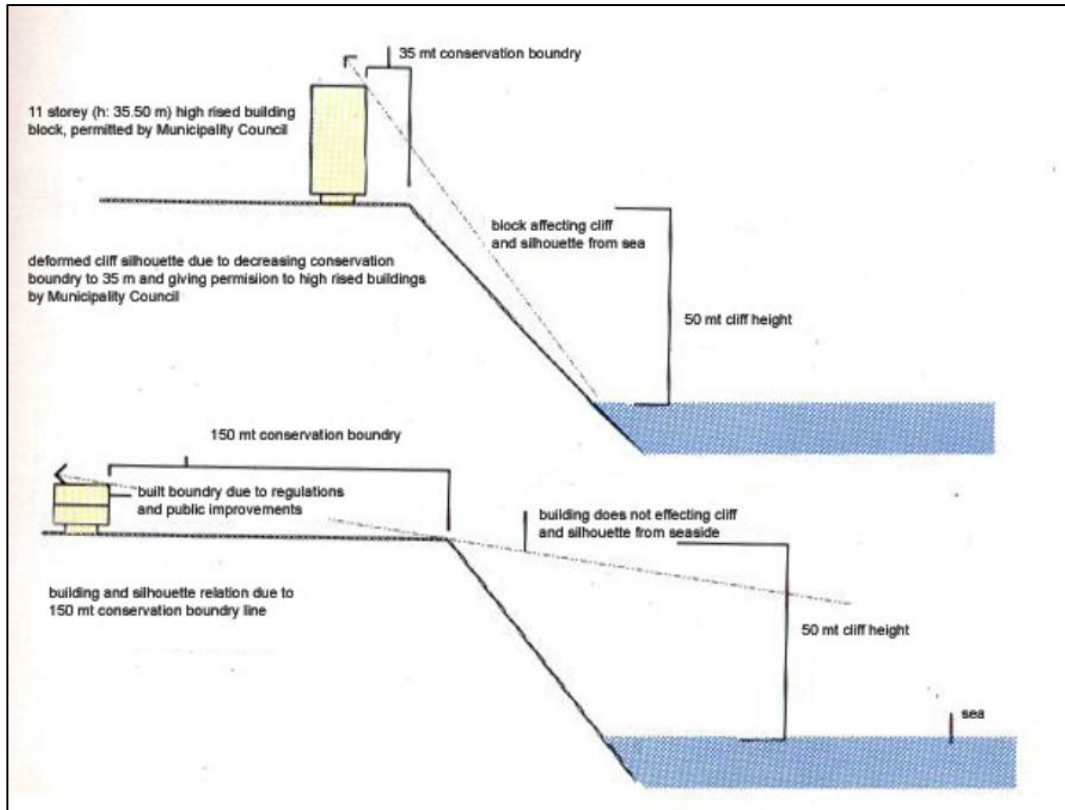 35 mt conservation boundry
11 storey (h: 35.50 m) high rised building
block, permitted by Municipality Council
block affecting cliff
and silhouette from sea
deformed cliff silhouette due to decreasing conservation
boundry to 35 m and giving permisiion to high rised buildings
by Municipality Council
50 mt cliff height
150 mt conservation boundry
built boundry due to regulations
and public improvements
building does not effecting cliff
and silhouette from seaside
building and silhouette relation due to
150 mt conservation boundry line
50 mt cliff height
sea